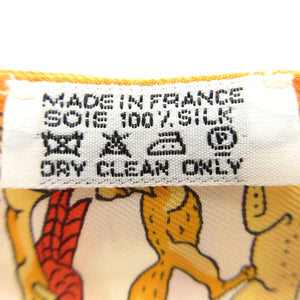 MADE IN FRANCE
SOIE 100% SILK
P
DRY CLEAN ONLY